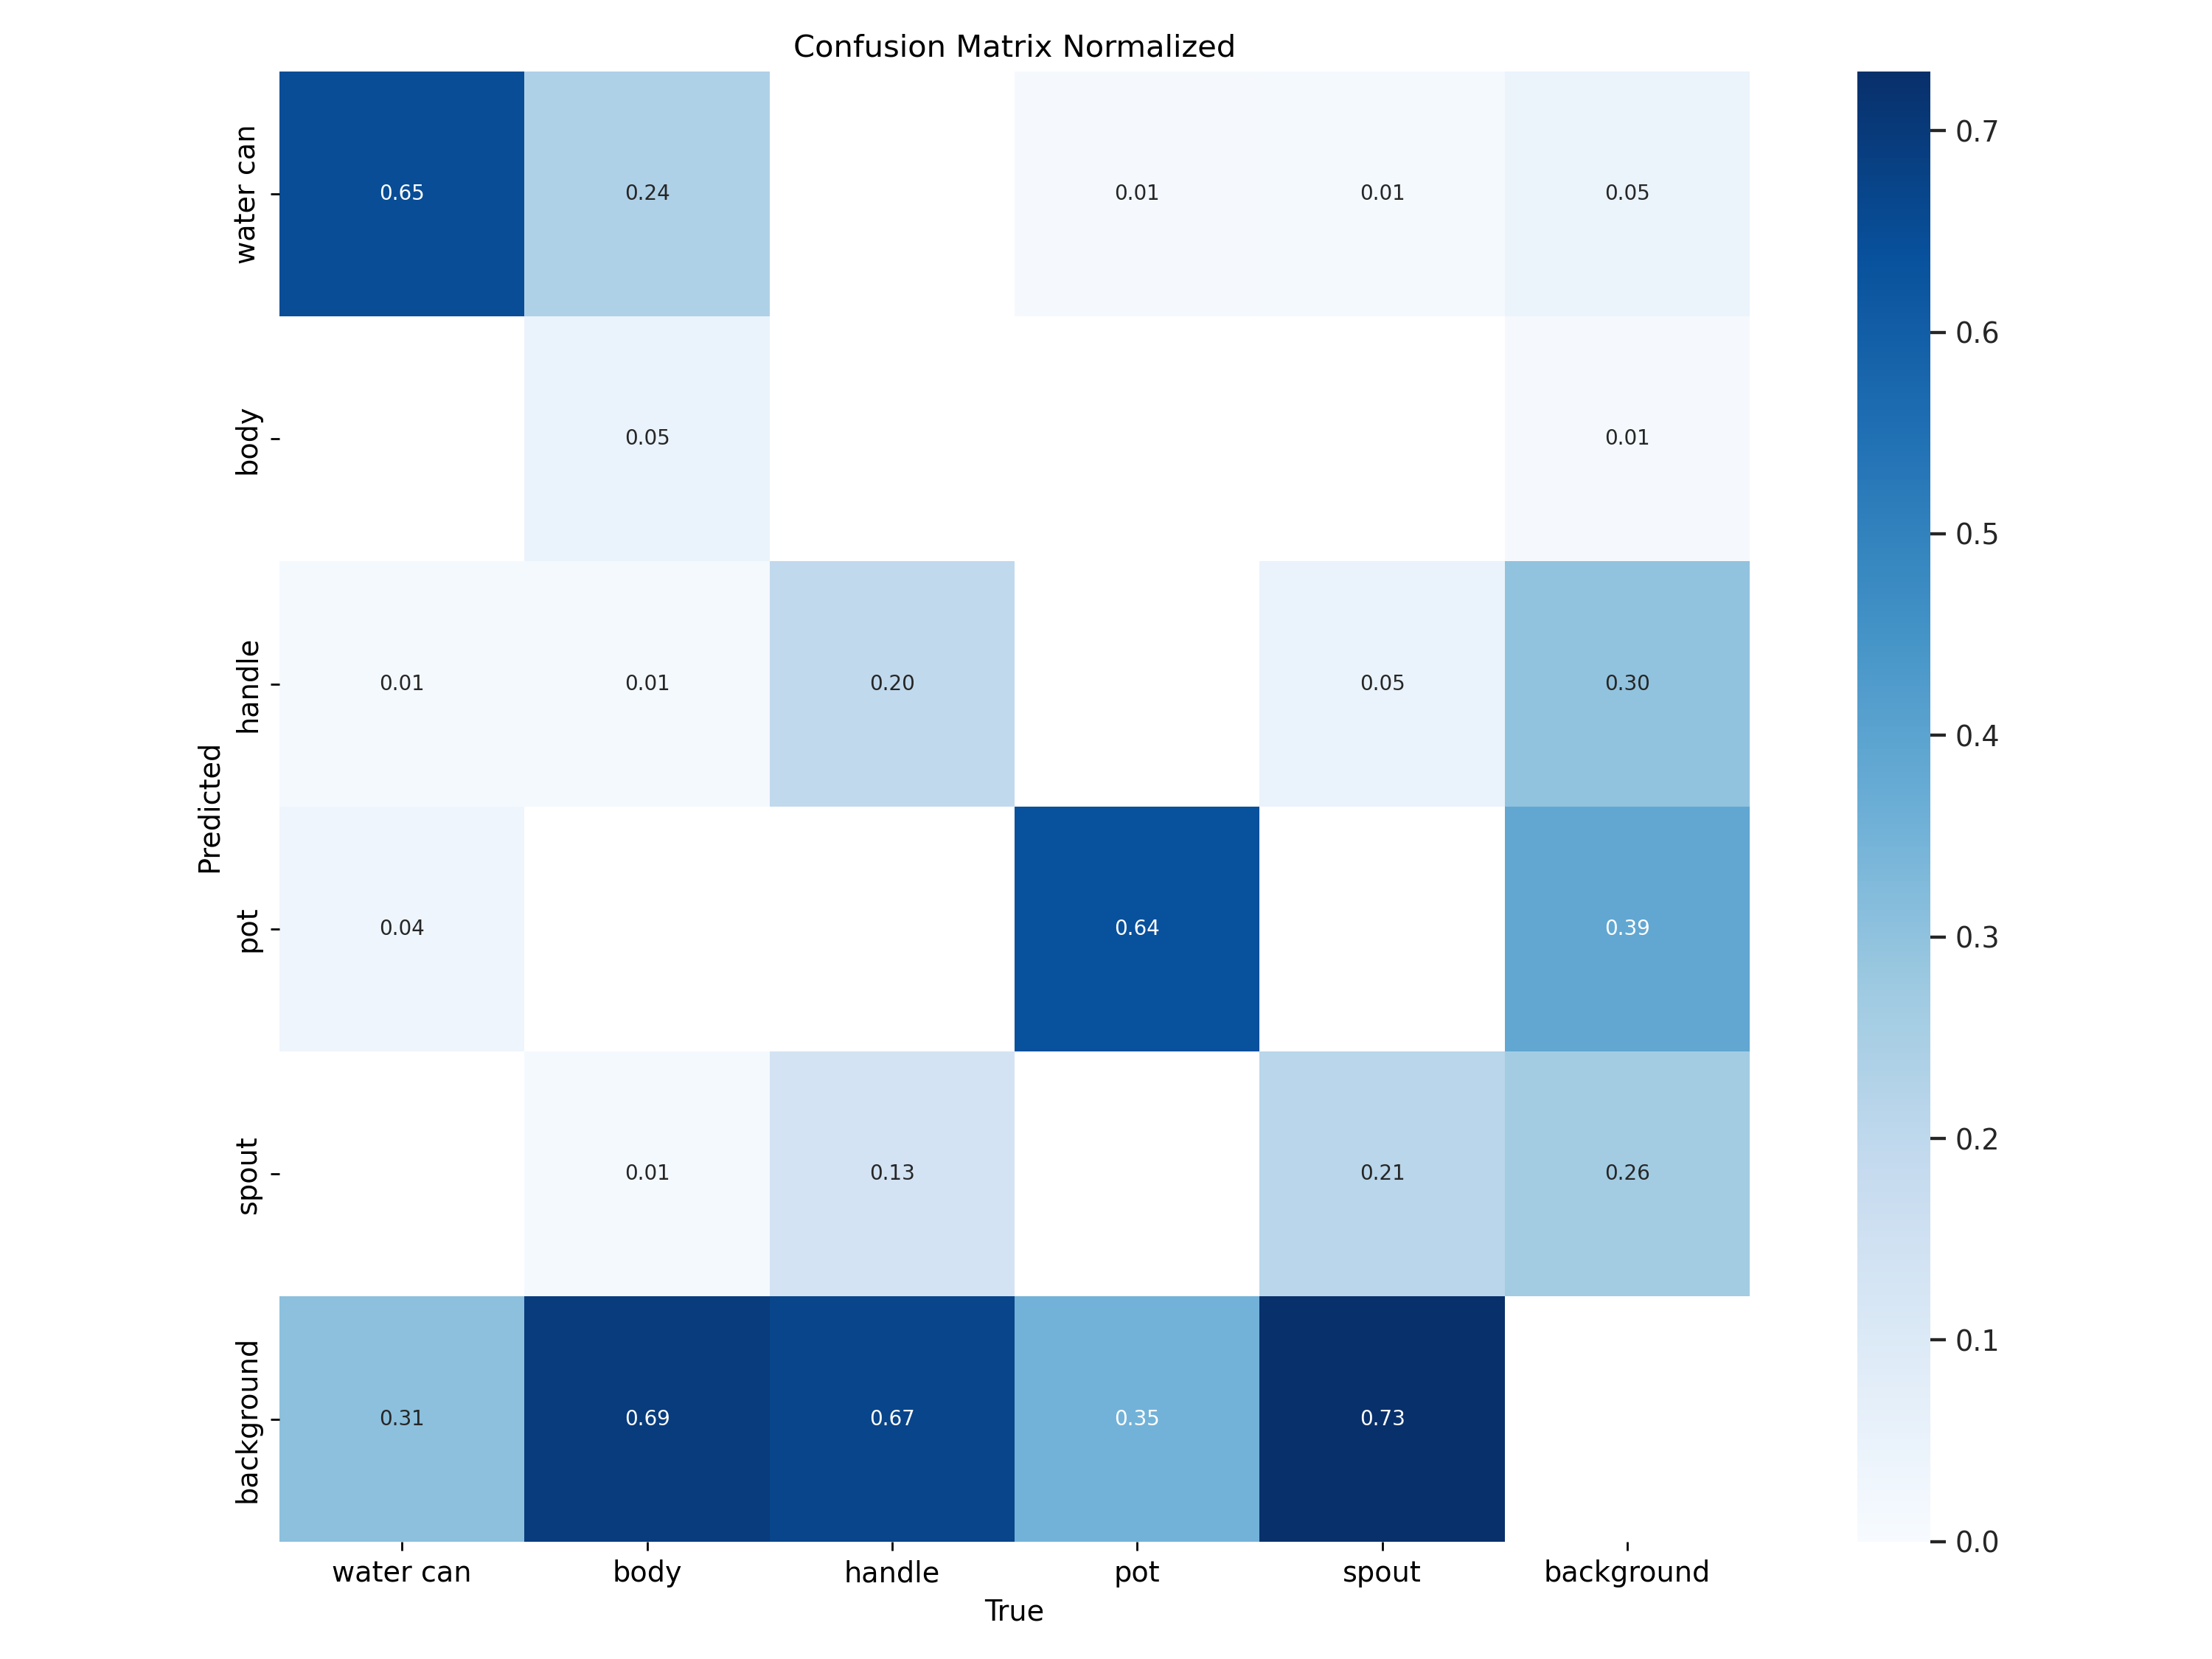 Confusion Matrix Normalized
water can 0.65 0.24 0.01 0.01 0.05
body 0.05 0.01
handle 0.01 0.01 0.20 0.05 0.30
pot 0.04 0.64 0.39
spout 0.01 0.13 0.21 0.26
background 0.31 0.69 0.67 0.35 0.73
water can body handle pot spout background
True
Predicted
0.7
0.6
0.5
0.4
0.3
0.2
0.1
0.0